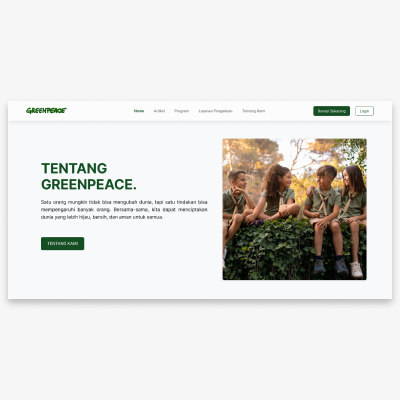 GREENPEACE Home Artikel Program Layanan Pengaduan Tentang Kami Donasi Sekarang Login
TENTANG
GREENPEACE.
Satu orang mungkin tidak bisa mengubah dunia, tapi satu tindakan bisa
mempengaruhi banyak orang. Bersama-sama, kita dapat menciptakan
dunia yang lebih hijau, bersih, dan aman untuk semua.
TENTANG KAMI